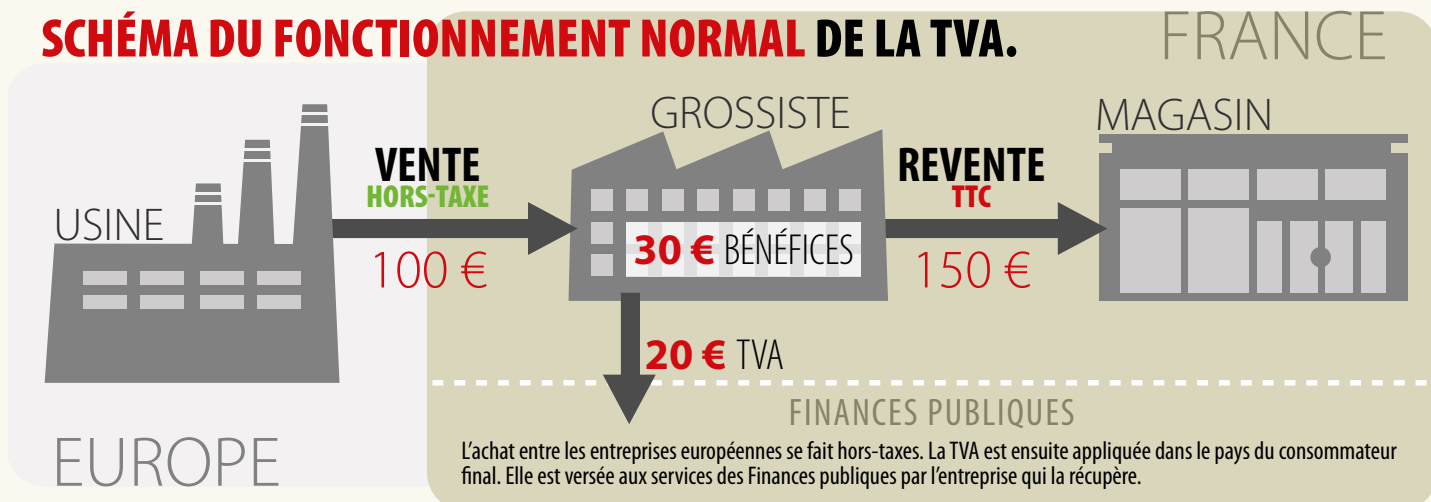 SCHÉMA DU FONCTIONNEMENT NORMAL DE LA TVA.
FRANCE
USINE
VENTE
HORS-TAXE
100 €
GROSSISTE
30 € BÉNÉFICES
REVENTE
TTC
150 €
MAGASIN
20 € TVA
EUROPE
FINANCES PUBLIQUES
L'achat entre les entreprises européennes se fait hors-taxes. La TVA est ensuite appliquée dans le pays du consommateur
final. Elle est versée aux services des Finances publiques par l'entreprise qui la récupère.